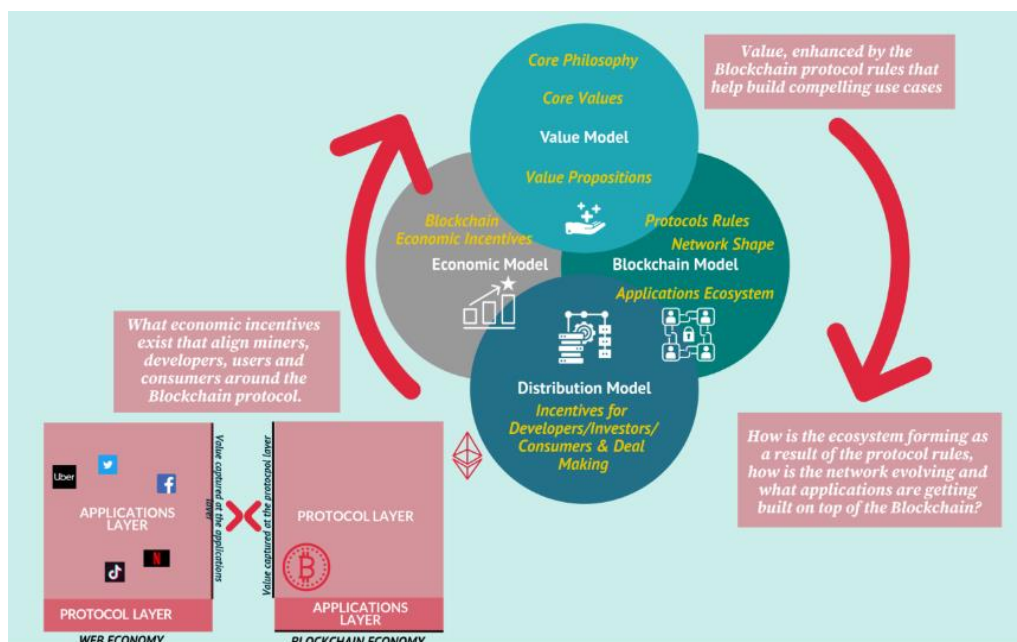 Core Philosophy
Core Values
Value Model
Value Propositions
Value, enhanced by the
Blockchain protocol rules that
help build compelling use cases
Blockchain
Economic Incentives
Economic Model
Protocols Rules
Network Shape
Blockchain Model
Applications Ecosystem
What economic incentives
exist that align miners,
developers, users and
consumers around the
Blockchain protocol.
Distribution Model
Incentives for
Developers/Investors/
Consumers & Deal
Making
How is the ecosystem forming as
a result of the protocol rules,
how is the network evolving and
what applications are getting
built on top of the Blockchain?
Uber
APPLICATIONS
LAYER
PROTOCOL LAYER
WEB ECONOMY
Value captured at the applications
layer
Value captured at the protocpol layer
PROTOCOL LAYER
APPLICATIONS
LAYER
BLOCKCHAIN ECONOMY